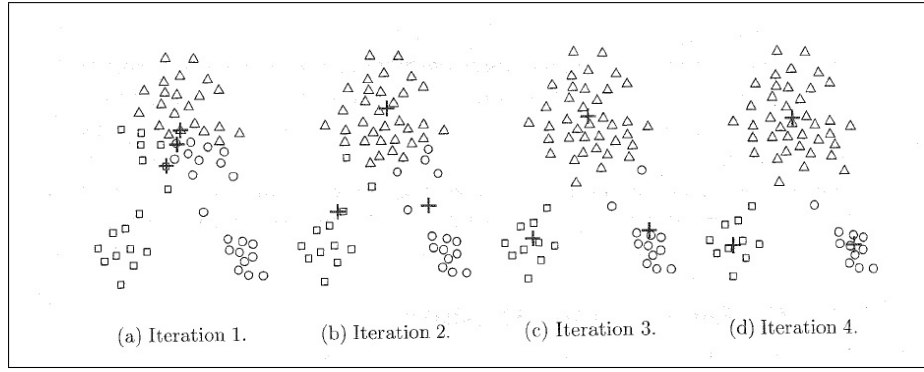 (a) Iteration 1.
(b) Iteration 2.
(c) Iteration 3.
(d) Iteration 4.